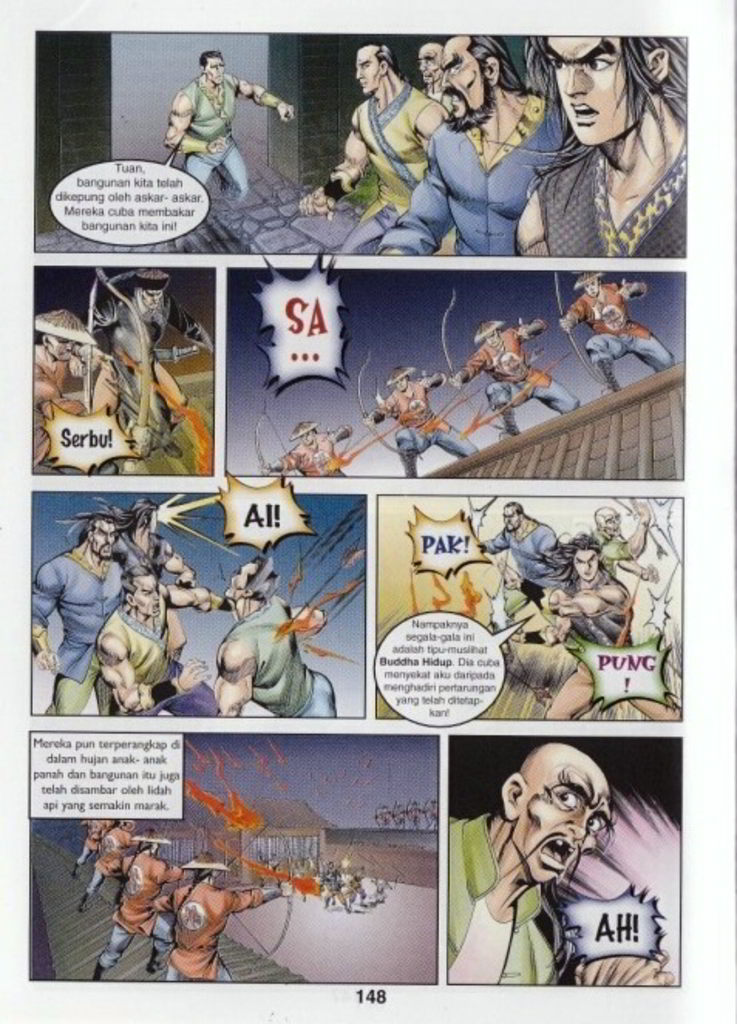 Tuan,
bangunan kita telah
dikepung oleh askar- askar.
Mereka cuba membakar
bangunan kita ini!
Serbu!
SA
...
AI!
PAK!
Nampaknya
segala-gala ini
adalah tipu-muslihat
Buddha Hidup. Dia cuba
menyekat aku daripada
menghadiri pertarungan
yang telah ditetap-
kan!
PUNG
!
Mereka pun terperangkap di
dalam hujan anak- anak
panah dan bangunan itu juga
telah disambar oleh lidah
api yang semakin marak.
AH!
148